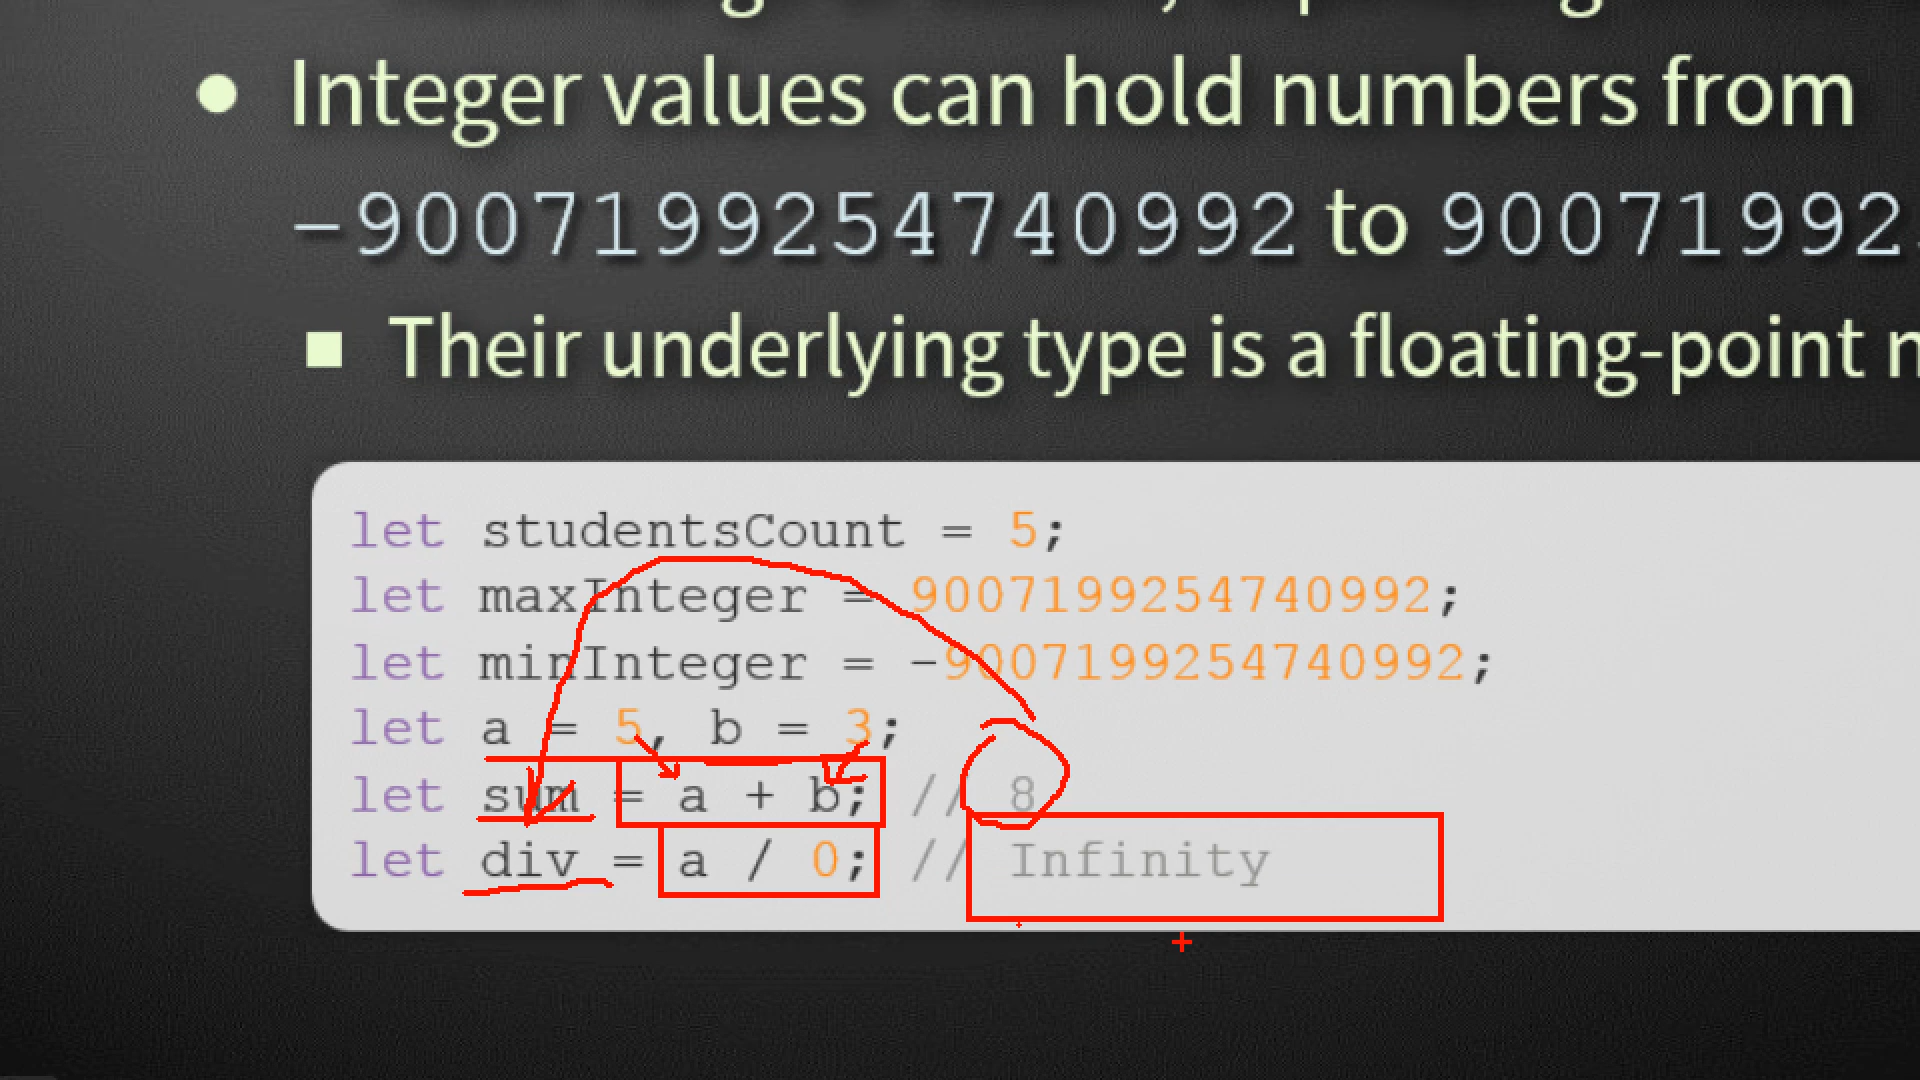 Integer values can hold numbers from
-9007199254740992 to 90071992
Their underlying type is a floating-point
let studentsCount = 5;
let maxInteger = 9007199254740992;
let minInteger = -9007199254740992;
let a = 5, b = 3;
let sum = a + b; // 8
let div = a / 0; // Infinity